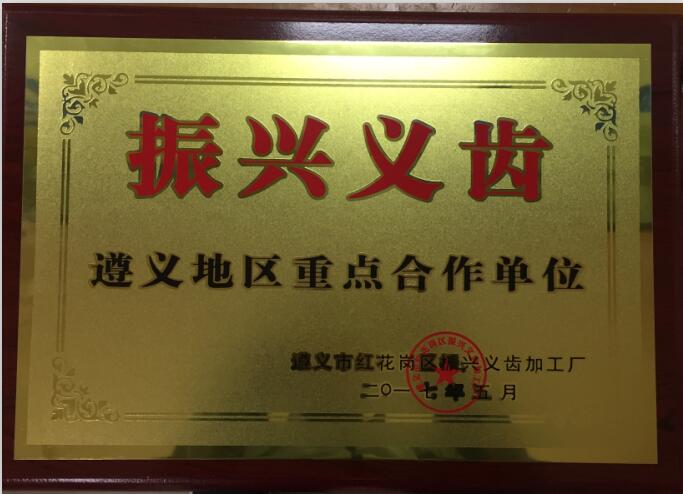 振兴义齿
遵义地区重点合作单位
遵义市红花岗区振兴义齿加工厂
二〇一七年五月